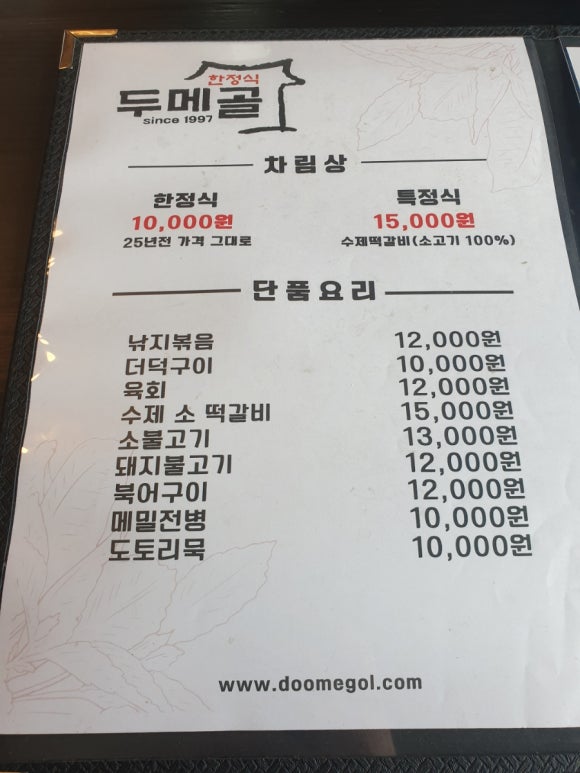 한정식
두메골
since 1997
차림상
한정식 특정식
10,000원 15,000원
25년전 가격 그대로 수제떡갈비(소고기 100%)
단품요리
낚지볶음 12,000원
더덕구이 10,000원
육회 12,000원
수제 소 떡갈비 15,000원
소불고기 13,000원
돼지불고기 12,000원
북어구이 12,000원
메밀전병 10,000원
도토리묵 10,000원
www.doomegol.com